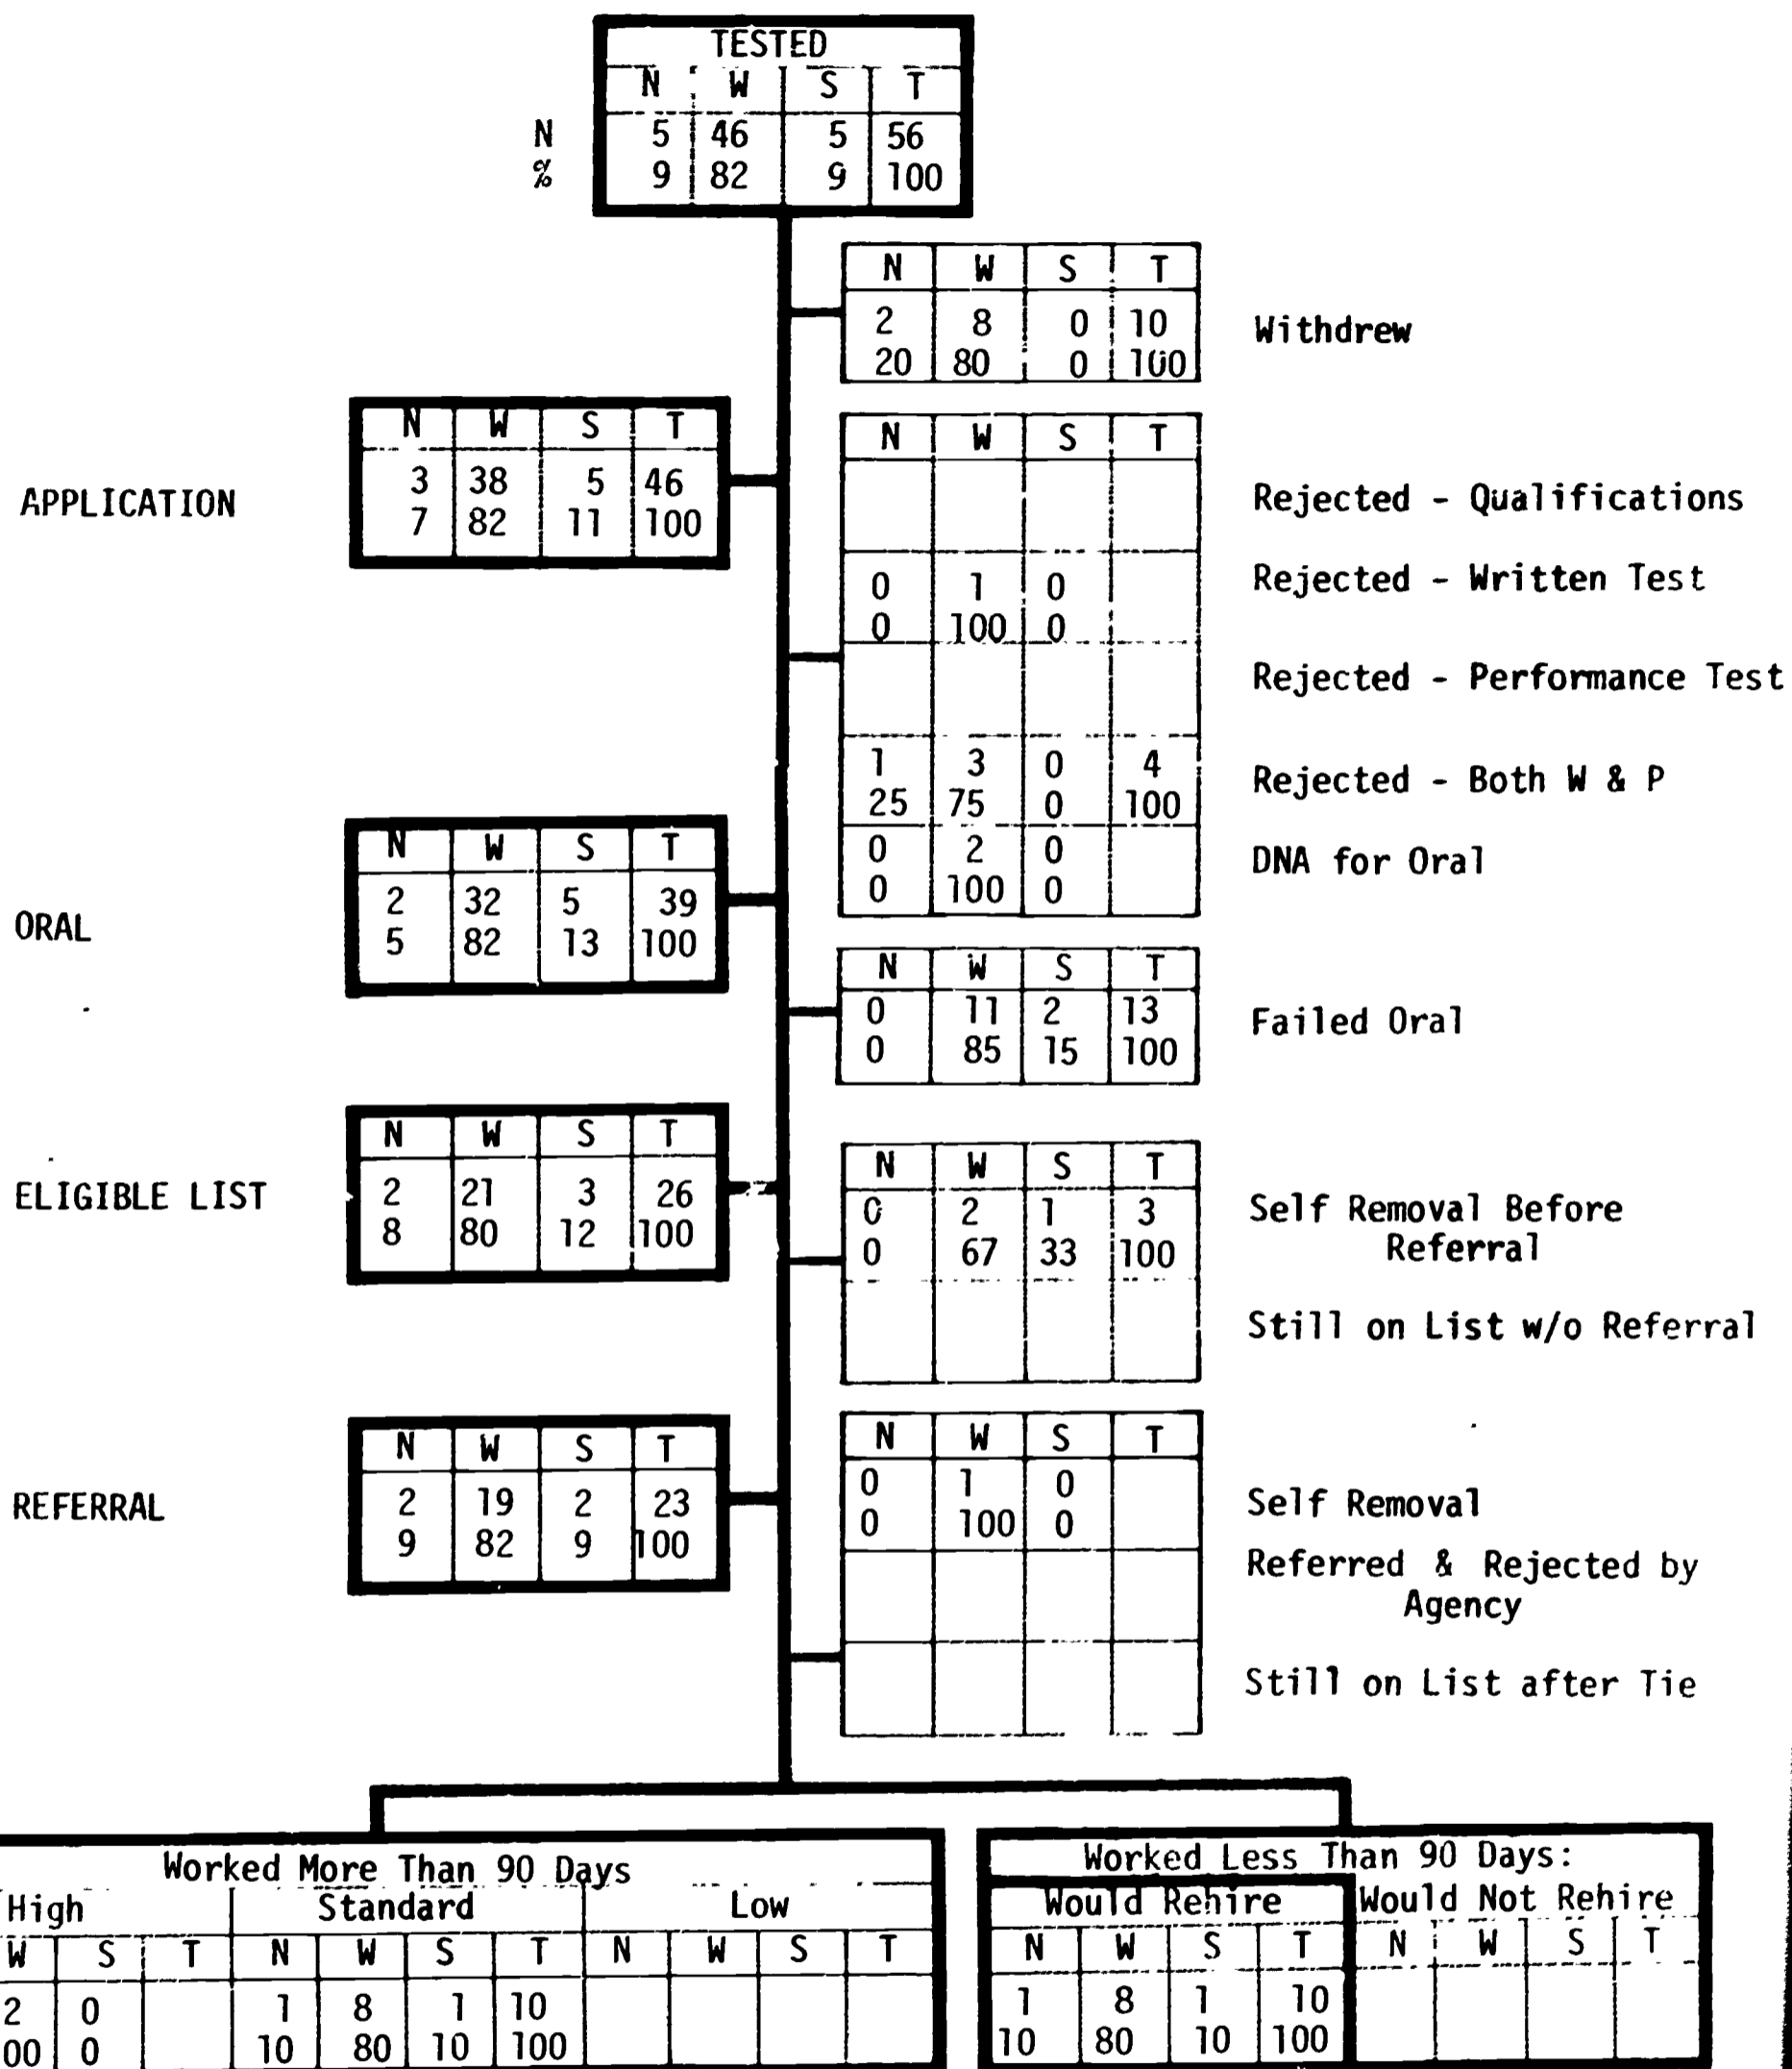 TESTED
N W S T
N 5 46 5 56
% 9 82 9 100
N W S T
2 8 0 10
20 80 0 100
Withdrew
APPLICATION
N W S T
3 38 5 46
7 82 11 100
N W S T
Rejected - Qualifications
0 1 0
0 100 0
Rejected - Written Test
Rejected - Performance Test
1 3 0 4
25 75 0 100
Rejected - Both W & P
0 2 0
0 100 0
DNA for Oral
ORAL
N W S T
2 32 5 39
5 82 13 100
N W S T
0 11 2 13
0 85 15 100
Failed Oral
ELIGIBLE LIST
N W S T
2 21 3 26
8 80 12 100
N W S T
0 2 1 3
0 67 33 100
Self Removal Before
Referral
Still on List w/o Referral
REFERRAL
N W S T
2 19 2 23
9 82 9 100
N W S T
0 1 0
0 100 0
Self Removal
Referred & Rejected by
Agency
Still on List after Tie
Worked More Than 90 Days
High Standard Low
W S T N W S T N W S T
2 0 1 8 1 10
00 0 10 80 10 100
Worked Less Than 90 Days:
Would Rehire Would Not Rehire
N W S T N W S T
1 8 1 10
10 80 10 100